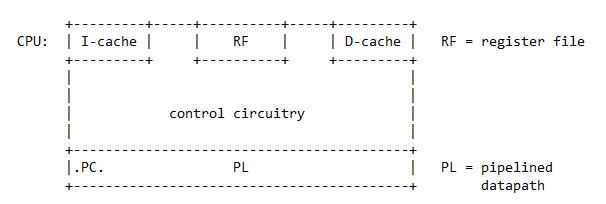 CPU: | I-cache | | RF | | D-cache | RF = register file
control circuitry
|.PC. PL | PL = pipelined
datapath